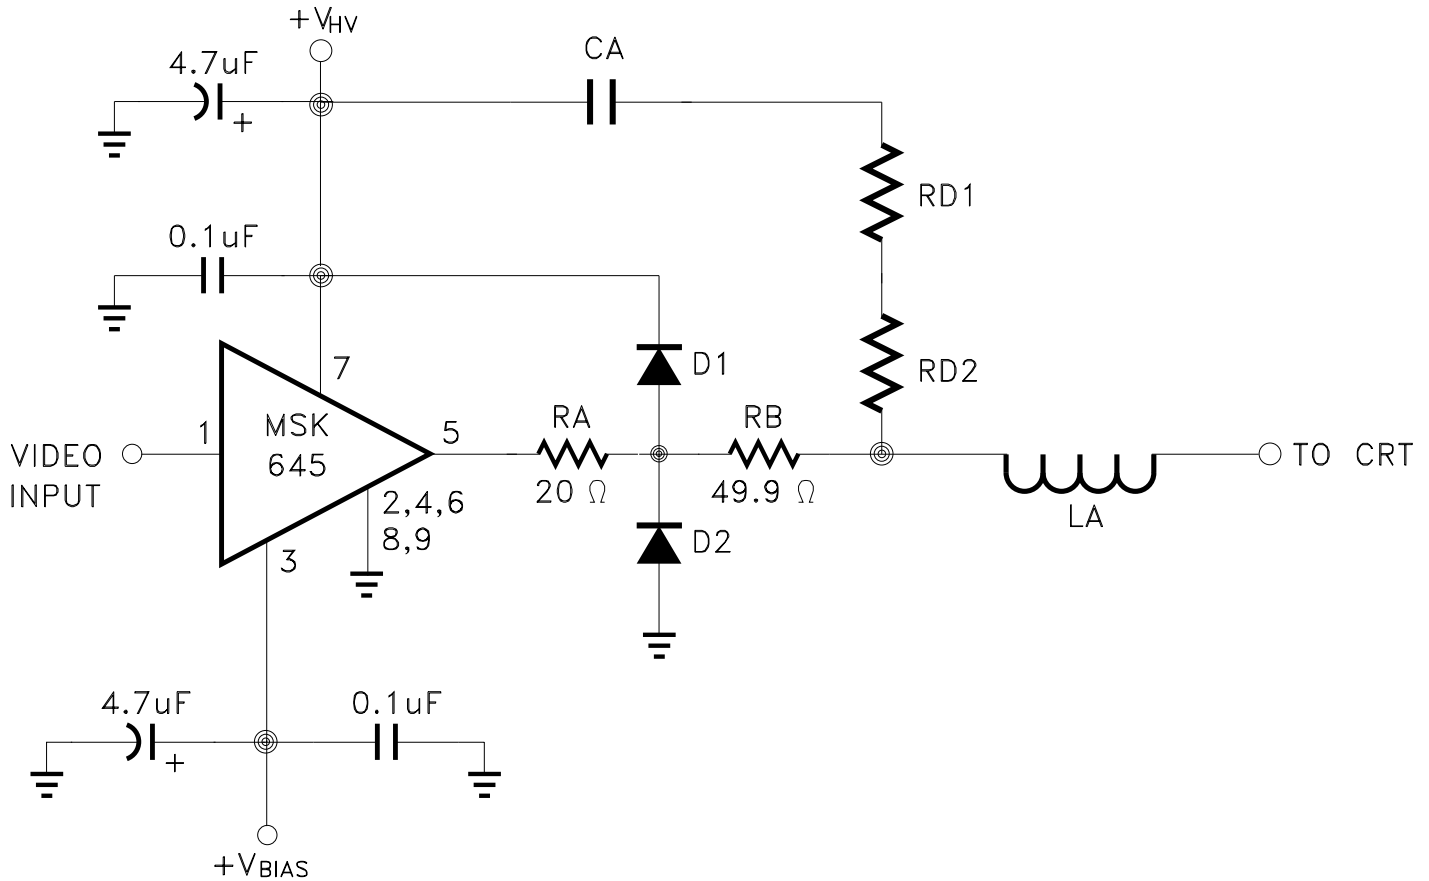 +VHV
4.7uF
+
CA
RD1
0.1uF
7
D1
RD2
MSK
645
1
5
RA
RB
VIDEO
INPUT
20 Ω
49.9 Ω
TO CRT
2,4,6
8,9
LA
3
D2
4.7uF
+
0.1uF
+VBIAS